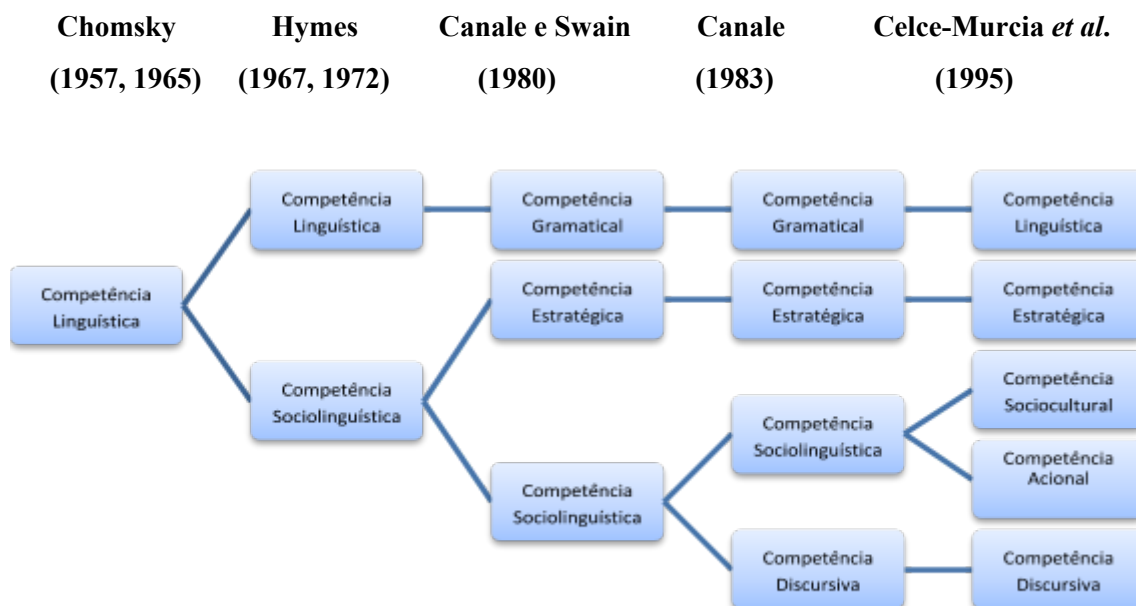 Chomsky Hymes Canale e Swain Canale Celce-Murcia et al.
(1957, 1965) (1967, 1972) (1980) (1983) (1995)
Competência
Linguística
Competência
Linguística
Competência
Sociolinguística
Competência
Gramatical
Competência
Estratégica
Competência
Sociolinguística
Competência
Gramatical
Competência
Estratégica
Competência
Sociolinguística
Competência
Discursiva
Competência
Linguística
Competência
Estratégica
Competência
Sociocultural
Competência
Acional
Competência
Discursiva